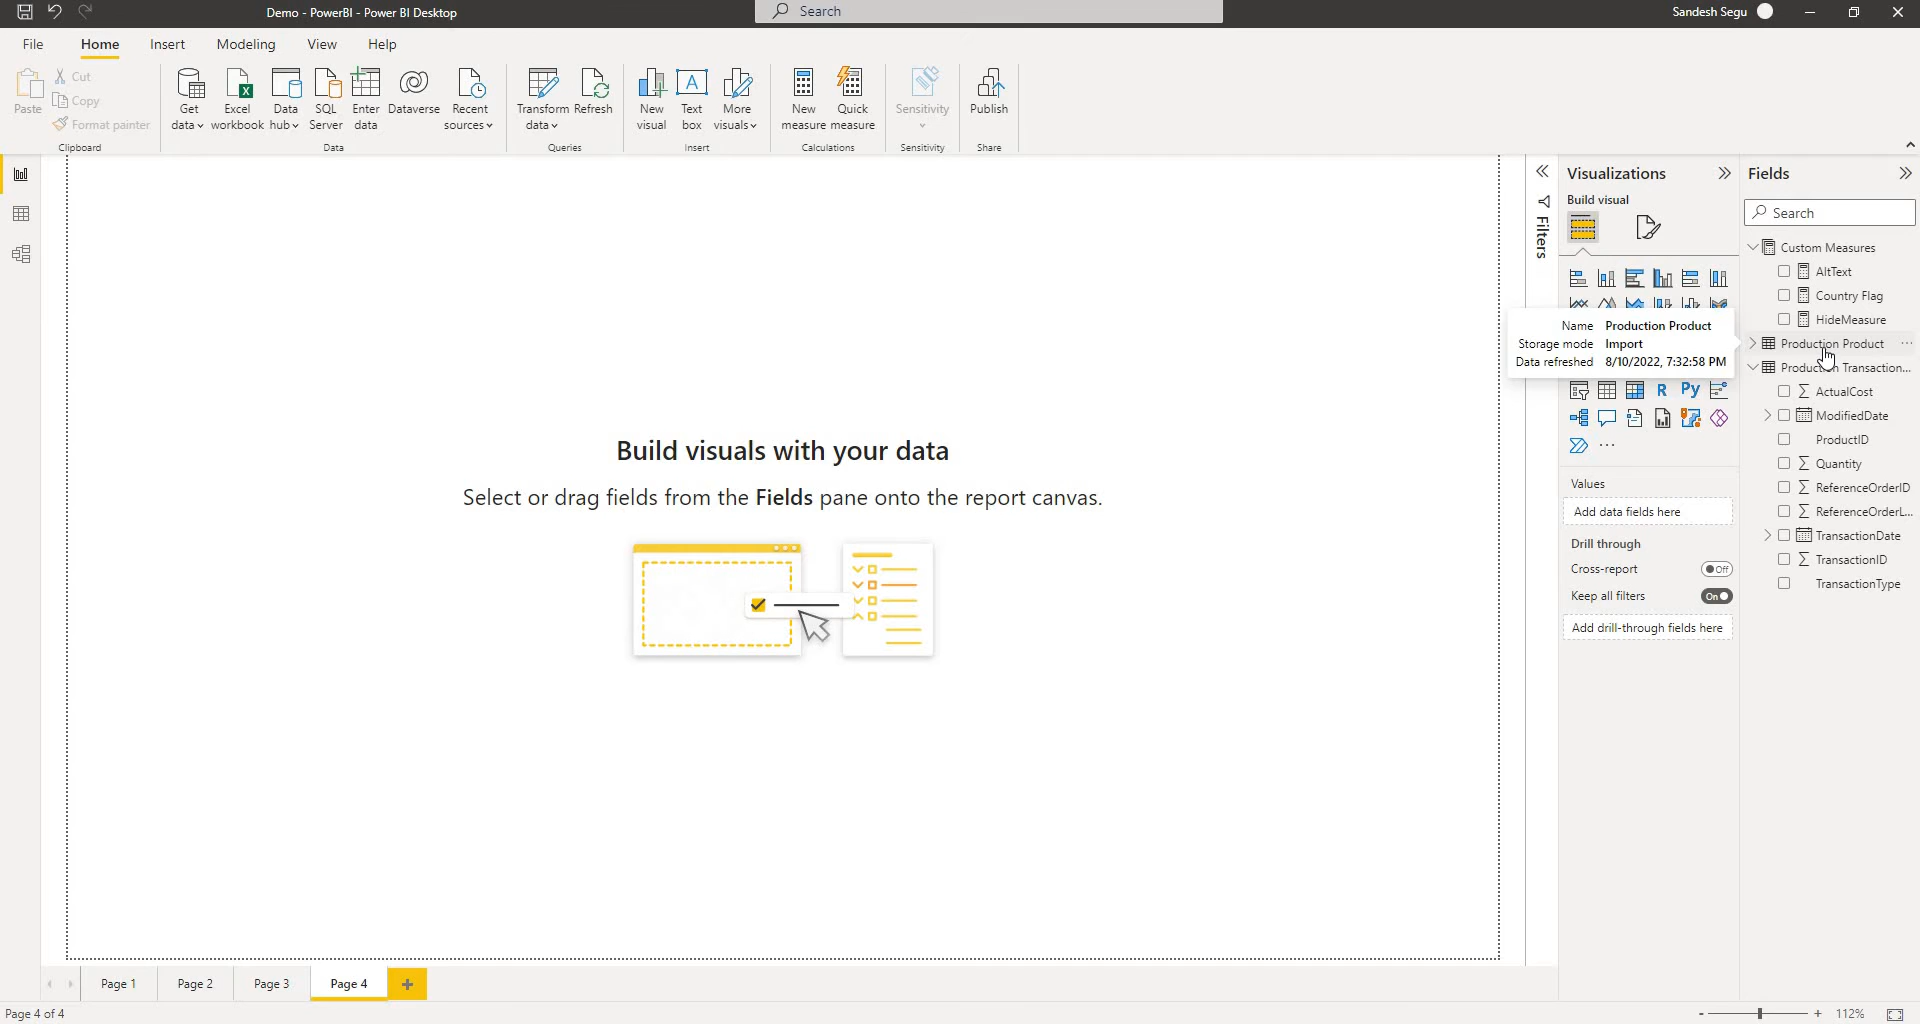 Demo - PowerBI - Power BI Desktop
Search
Sandesh Segu
File
Home
Insert
Modeling
View
Help
Paste
Cut
Copy
Format painter
Clipboard
Get data
Excel workbook
Data hub
SQL Server
Enter data
Dataverse
Recent sources
Data
Transform data
Refresh
Queries
New visual
A
Text box
More visuals
Insert
New measure
Quick measure
Calculations
Sensitivity
Sensitivity
Publish
Share
Build visuals with your data
Select or drag fields from the Fields pane onto the report canvas.
Filters
Visualizations
Build visual
Name Production Product
Storage mode Import
Data refreshed 8/10/2022, 7:32:58 PM
R
Py
...
Values
Add data fields here
Drill through
Cross-report
Off
Keep all filters
On
Add drill-through fields here
Fields
Search
Custom Measures
AltText
Country Flag
HideMeasure
Production Product
...
Transaction...
ActualCost
ModifiedDate
ProductID
Quantity
ReferenceOrderID
ReferenceOrderL...
TransactionDate
TransactionID
TransactionType
Page 1
Page 2
Page 3
Page 4
+
Page 4 of 4
- + 112%